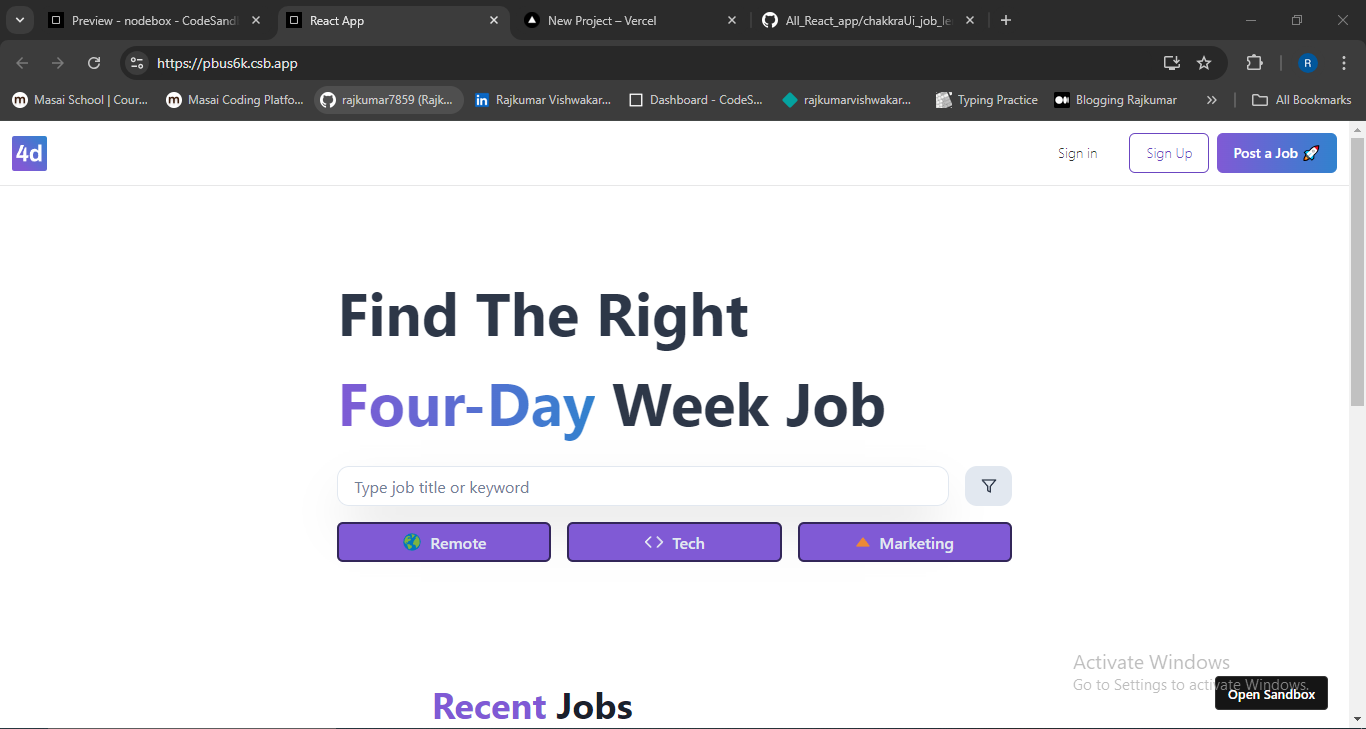 Preview - nodebox - CodeSand
React App
New Project – Vercel
All_React_app/chakkraUi_job_le
https://pbus6k.csb.app
R
Masai School | Cour...
Masai Coding Platfo...
rajkumar7859 (Rajk...
Rajkumar Vishwakar...
Dashboard - CodeS...
rajkumarvishwakar...
Typing Practice
Blogging Rajkumar
»
All Bookmarks
4d
Sign in
Sign Up
Post a Job 🚀
Find The Right
Four-Day Week Job
Type job title or keyword
Remote
<> Tech
Marketing
Activate Windows
Go to Settings to activate Windows.
Open Sandbox
Recent Jobs